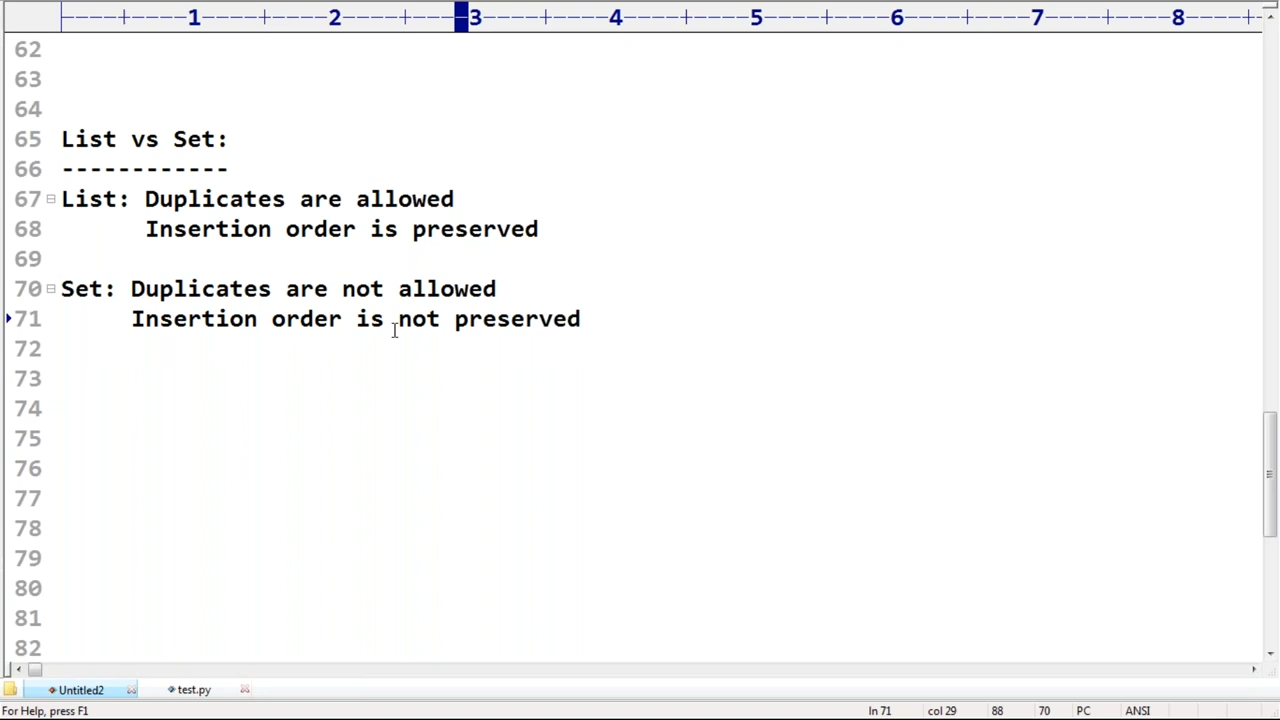 1 2 3 4 5 6 7 8
62
63
64
65 List vs Set:
66 ------------
67 List: Duplicates are allowed
68 Insertion order is preserved
69
70 Set: Duplicates are not allowed
71 Insertion order is not preserved
72
73
74
75
76
77
78
79
80
81
82
Untitled2 test.py
For Help, press F1 ln 71 col 29 88 70 PC ANSI